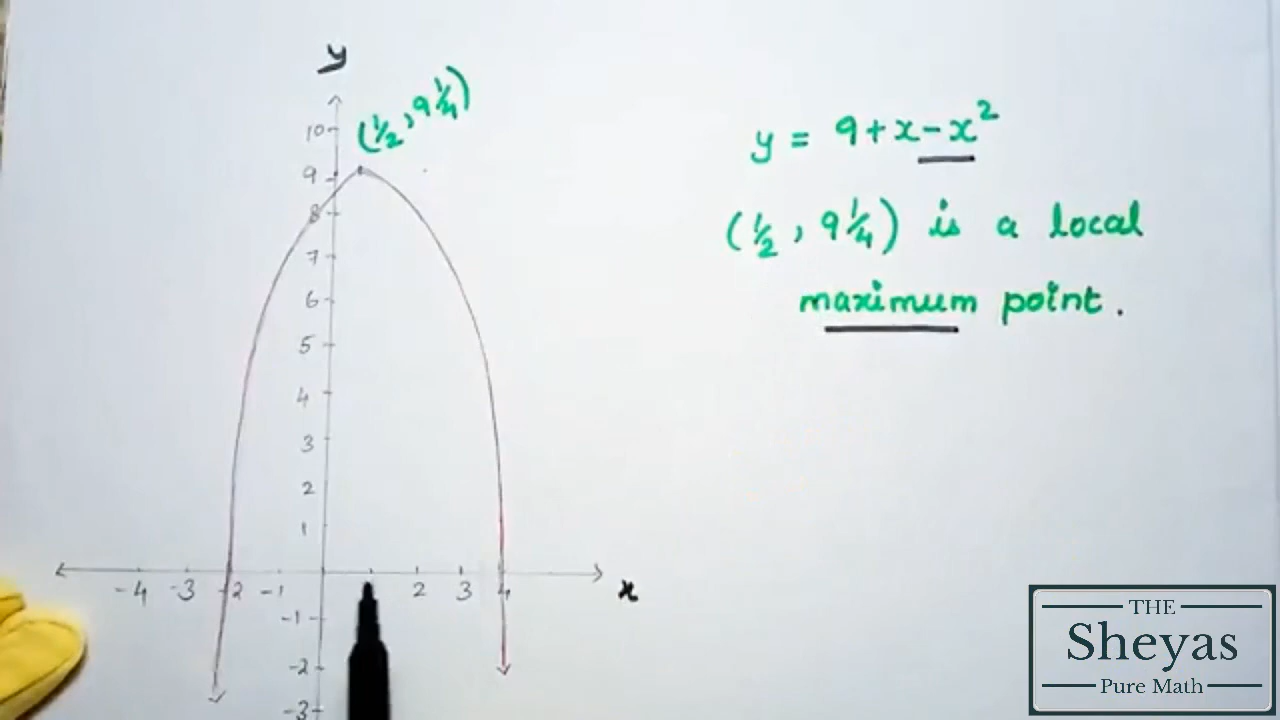 y
(½, 9¼)
10
9
8
7
6
5
4
3
2
1
-4 -3 -2 -1 2 3 4
x
-1
-2
-3
y = 9 + x - x²
(½, 9¼) is a local
maximum point.
THE
Sheyas
Pure Math